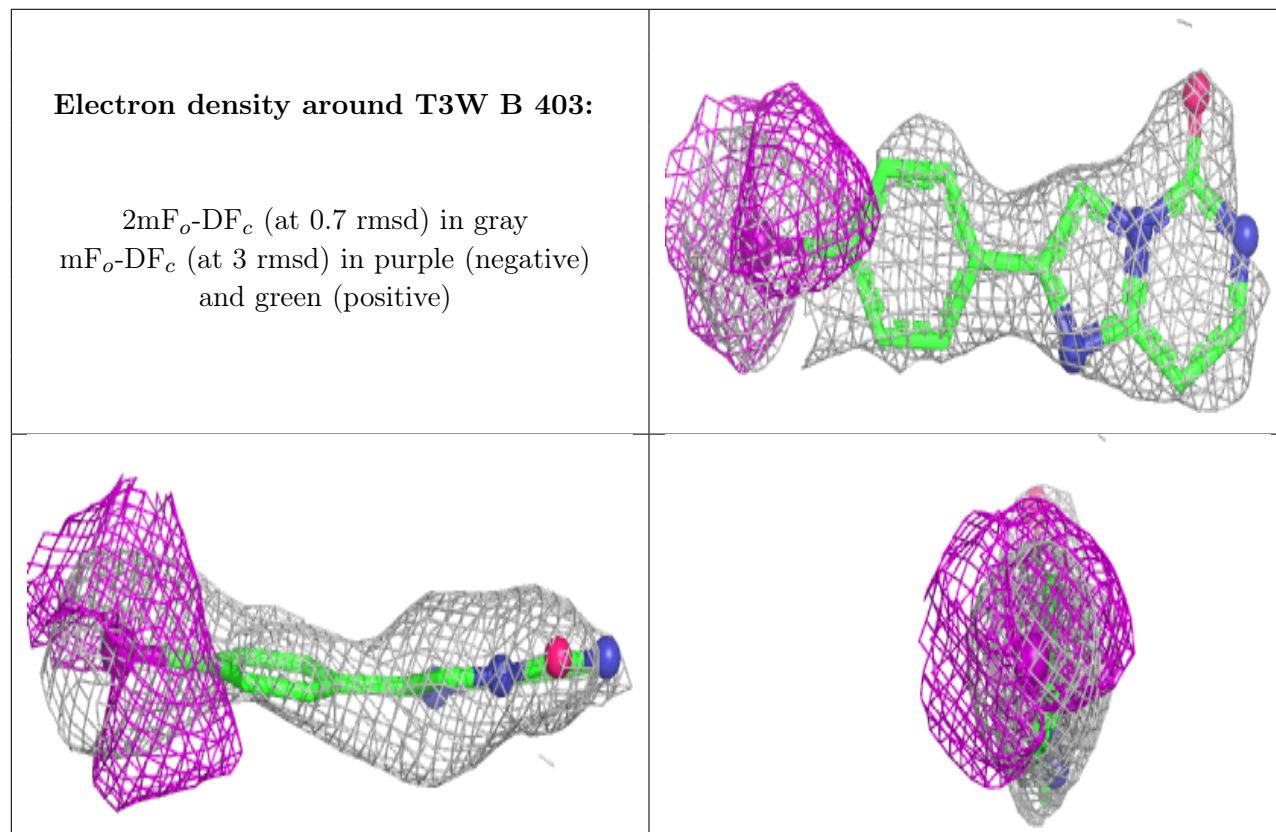 Electron density around T3W B 403:
2mFo-DFc (at 0.7 rmsd) in gray
mFo-DFc (at 3 rmsd) in purple (negative)
and green (positive)